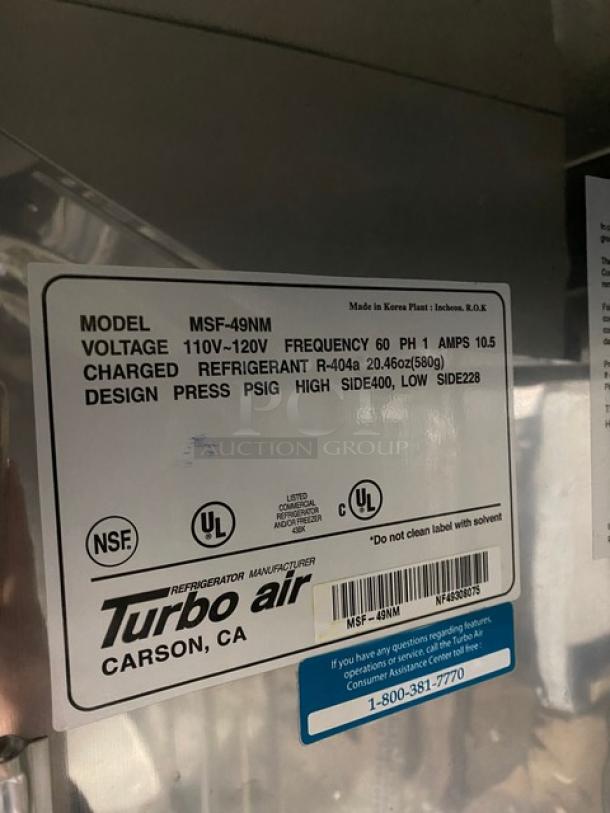 Made in Korea Plant : Incheon, R.O.K
MODEL MSF-49NM
VOLTAGE 110V~120V FREQUENCY 60 PH 1 AMPS 10.5
CHARGED REFRIGERANT R-404a 20.46oz(580g)
DESIGN PRESS PSIG HIGH SIDE400, LOW SIDE228
PCI
AUCTION GROUP
NSF.
UL
LISTED
COMMERCIAL
REFRIGERATOR
AND/OR FREEZER
43BK
C UL
*Do not clean label with solvent
REFRIGERATOR MANUFACTURER
Turbo air
CARSON, CA
MSF-49NM NF49308075
If you have any questions regarding features,
operations or service, call the Turbo Air
Consumer Assistance Center toll free :
1-800-381-7770